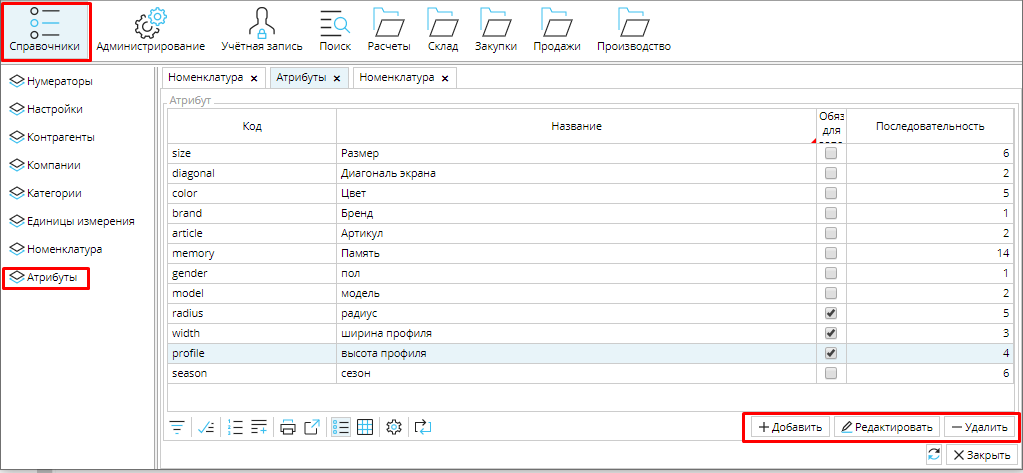 Справочники Администрирование Учётная запись Поиск Расчеты Склад Закупки Продажи Производство
Нумераторы
Настройки
Контрагенты
Компании
Категории
Единицы измерения
Номенклатура
Атрибуты
Номенклатура x Атрибуты x Номенклатура x
Атрибут
Код Название Обяз для Последовательность
size Размер 6
diagonal Диагональ экрана 2
color Цвет 5
brand Бренд 1
article Артикул 2
memory Память 14
gender пол 1
model модель 2
radius радиус 5
width ширина профиля 3
profile высота профиля 4
season сезон 6
Добавить Редактировать Удалить
Закрыть